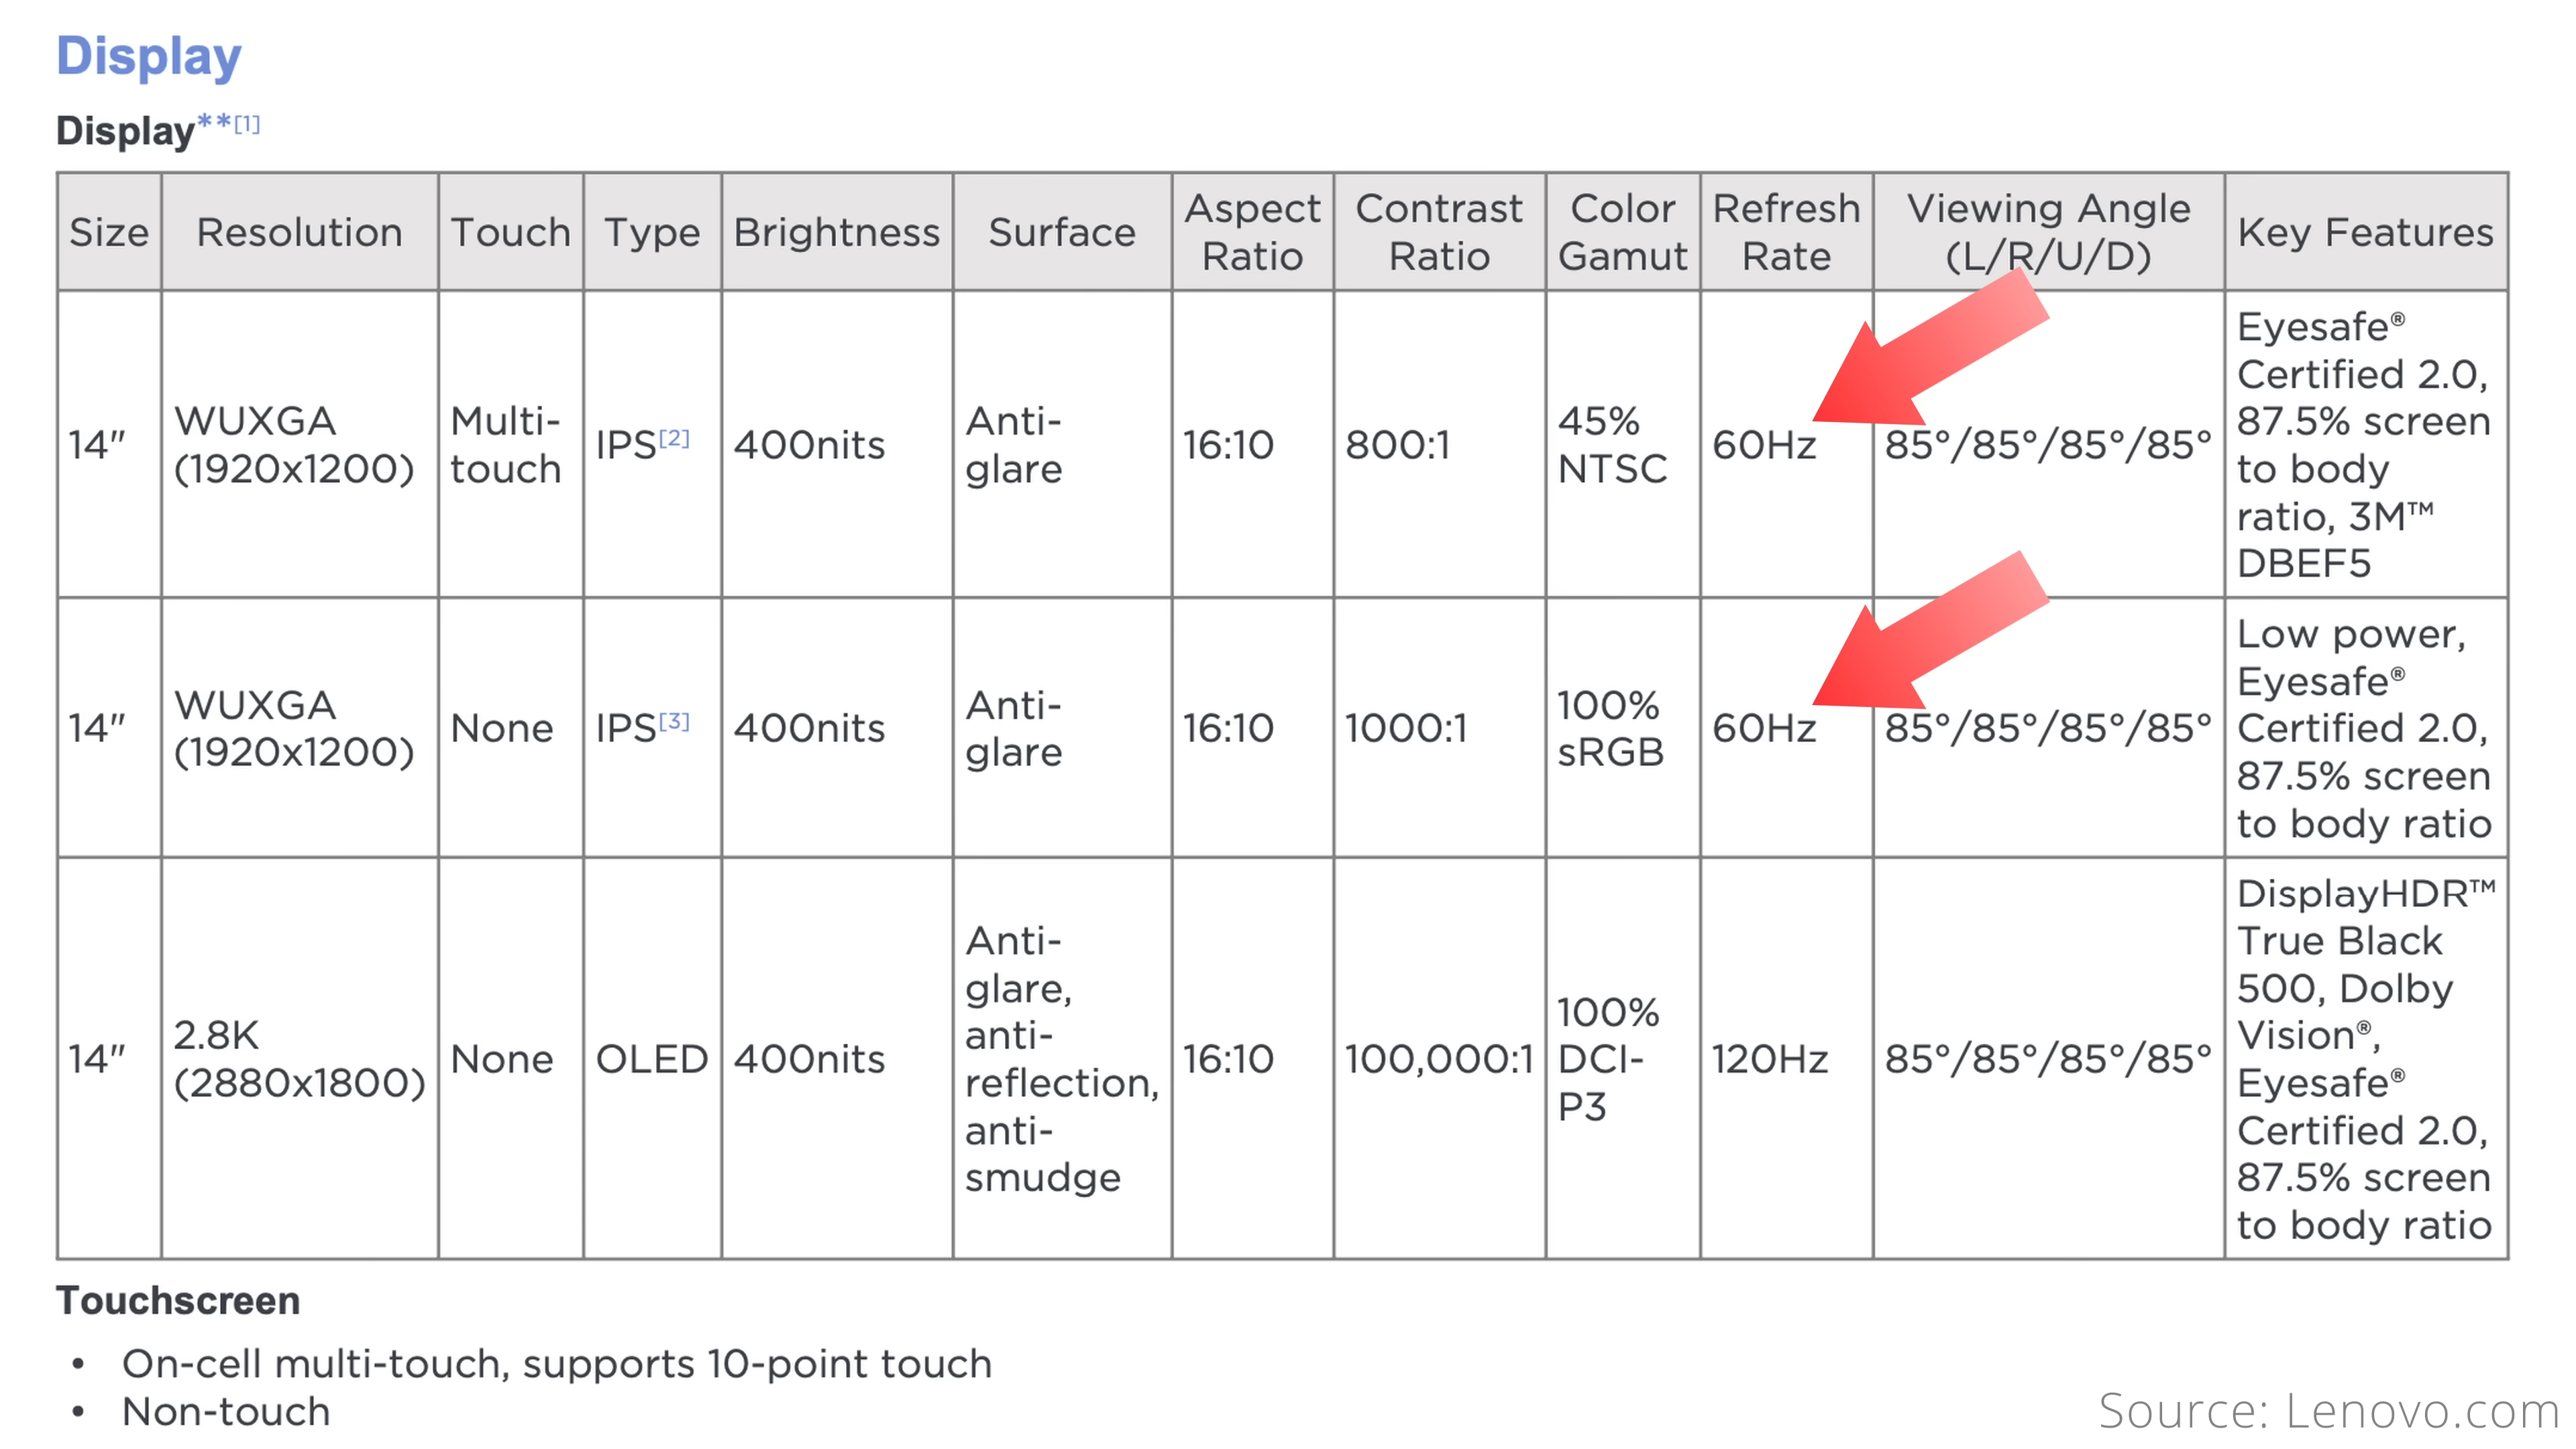 Display
Display**[1]
Size
Resolution
Touch
Type
Brightness
Surface
Aspect
Ratio
Contrast
Ratio
Color
Gamut
Refresh
Rate
Viewing Angle
(L/R/U/D)
Key Features
14"
WUXGA
(1920x1200)
Multi-
touch
IPS[2]
400nits
Anti-
glare
16:10
800:1
45%
NTSC
60Hz
85°/85°/85°/85°
Eyesafe®
Certified 2.0,
87.5% screen
to body
ratio, 3M™
DBEF5
14"
WUXGA
(1920x1200)
None
IPS[3]
400nits
Anti-
glare
16:10
1000:1
100%
sRGB
60Hz
85°/85°/85°/85°
Low power,
Eyesafe®
Certified 2.0,
87.5% screen
to body ratio
14"
2.8K
(2880x1800)
None
OLED
400nits
Anti-
glare,
anti-
reflection,
anti-
smudge
16:10
100,000:1
100%
DCI-
P3
120Hz
85°/85°/85°/85°
DisplayHDR™
True Black
500, Dolby
Vision®,
Eyesafe®
Certified 2.0,
87.5% screen
to body ratio
Touchscreen
• On-cell multi-touch, supports 10-point touch
• Non-touch
Source: Lenovo.com